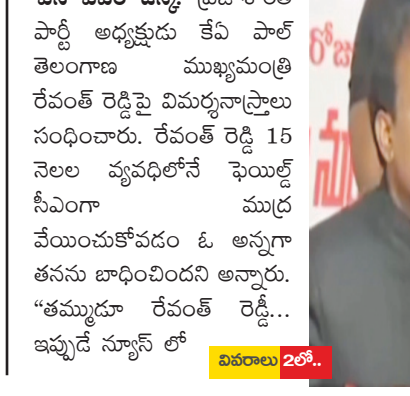 పార్టీ అధ్యక్షుడు కేఏ పాల్
తెలంగాణ ముఖ్యమంత్రి
రేవంత్ రెడ్డిపై విమర్శనాస్త్రాలు
సంధించారు. రేవంత్ రెడ్డి 15
నెలల వ్యవధిలోనే ఫెయిల్డ్
సీఎంగా ముద్ర
వేయించుకోవడం ఓ అన్నగా
తనను బాధించిందని అన్నారు.
“తమ్ముడూ రేవంత్ రెడ్డీ...
ఇప్పుడే న్యూస్ లో
వివరాలు 2లో..